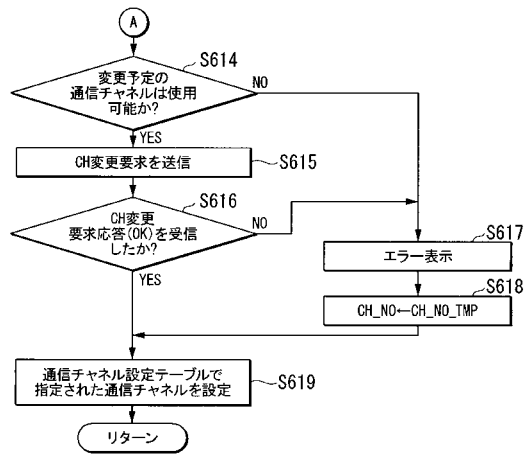 A
S614
変更予定の
通信チャネルは使用
可能か?
NO
YES
CH変更要求を送信
S615
S616
CH変更
要求応答(OK)を受信
したか?
NO
YES
S617
エラー表示
S618
CH_NO←CH_NO_TMP
通信チャネル設定テーブルで
指定された通信チャネルを設定
S619
リターン